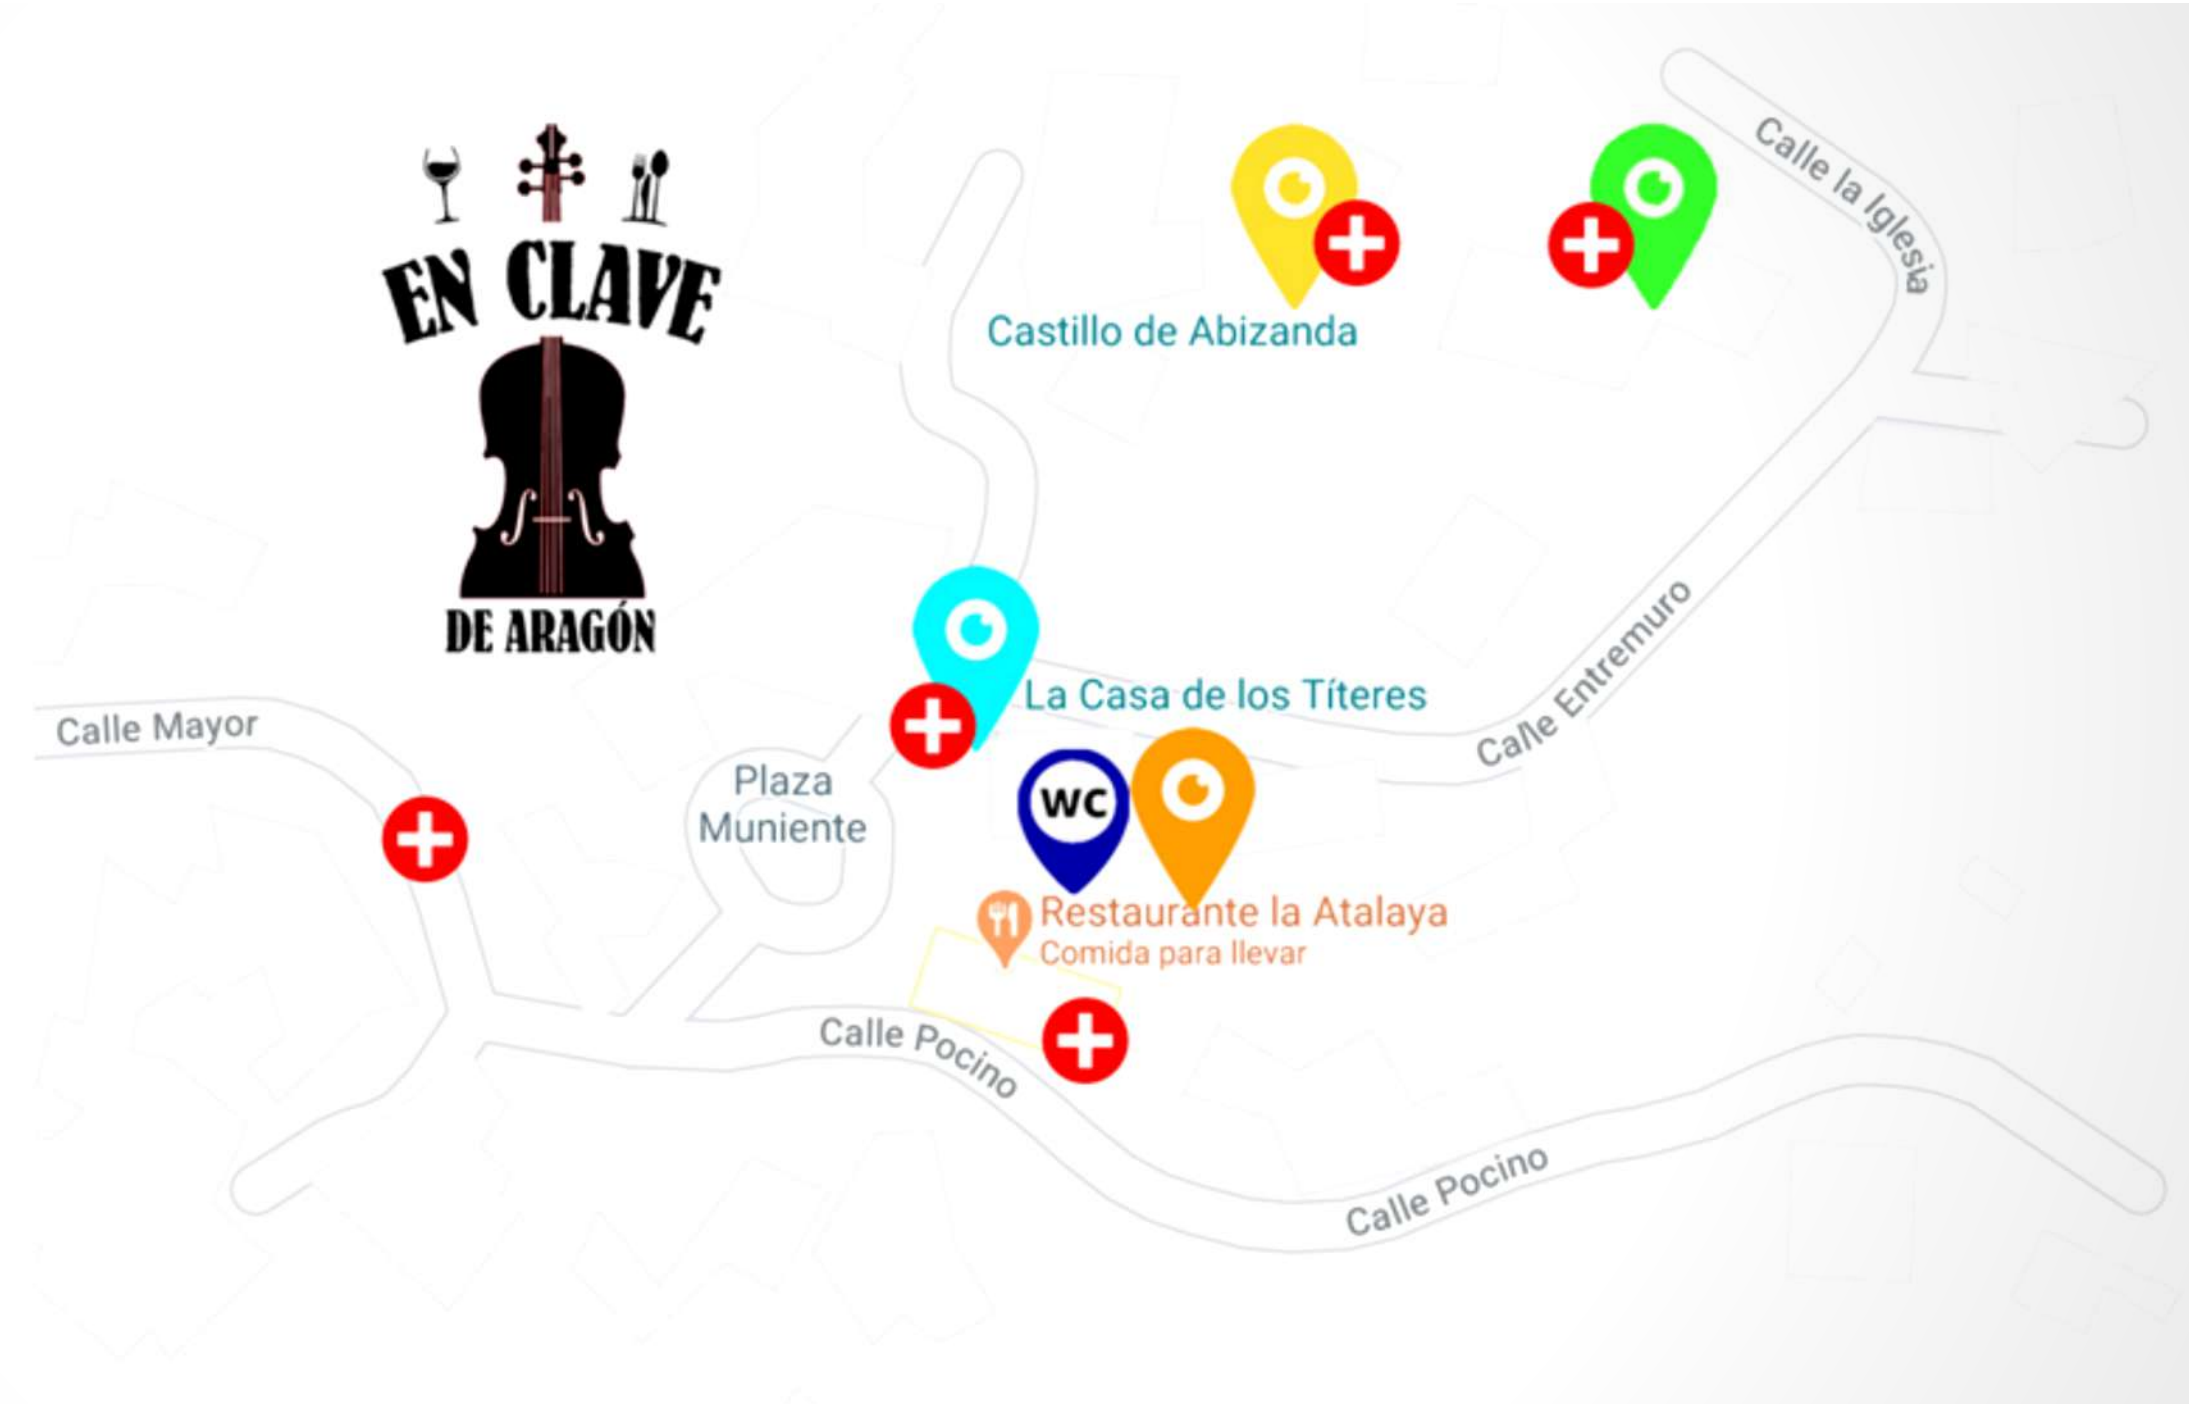 EN CLAVE
DE ARAGÓN
Calle la Iglesia
Castillo de Abizanda
Calle Entremuro
La Casa de los Títeres
Calle Mayor
Plaza
Muniente
WC
Restaurante la Atalaya
Comida para llevar
Calle Pocino
Calle Pocino